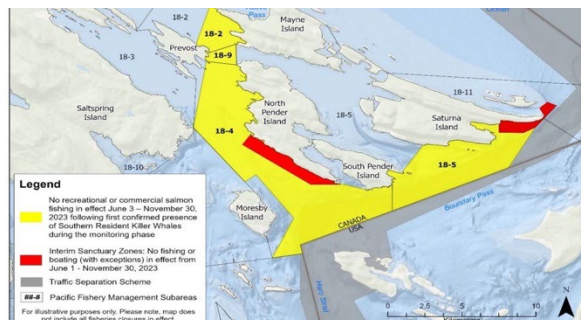 18-2
Pass
Mayne
Island
18-2
Prevost
18-9
18-3
18-11
Saltspring
Island
North
Pender
Island
18-5
Saturna
Island
18-4
18-10
South Pender
Island
18-5
Moresby
Island
CANADA
USA
Boundary Pass
Haro Strait
Legend
No recreational or commercial salmon
fishing in effect June 3 – November 30,
2023 following first confirmed presence
of Southern Resident Killer Whales
during the monitoring phase
Interim Sanctuary Zones: No fishing or
boating (with exceptions) in effect from
June 1 - November 30, 2023
Traffic Separation Scheme
##-# Pacific Fishery Management Subareas
For illustrative purposes only. Please note, map does
not include all fisheries closures in effect
N
0 2.5 5 10
Kilometers